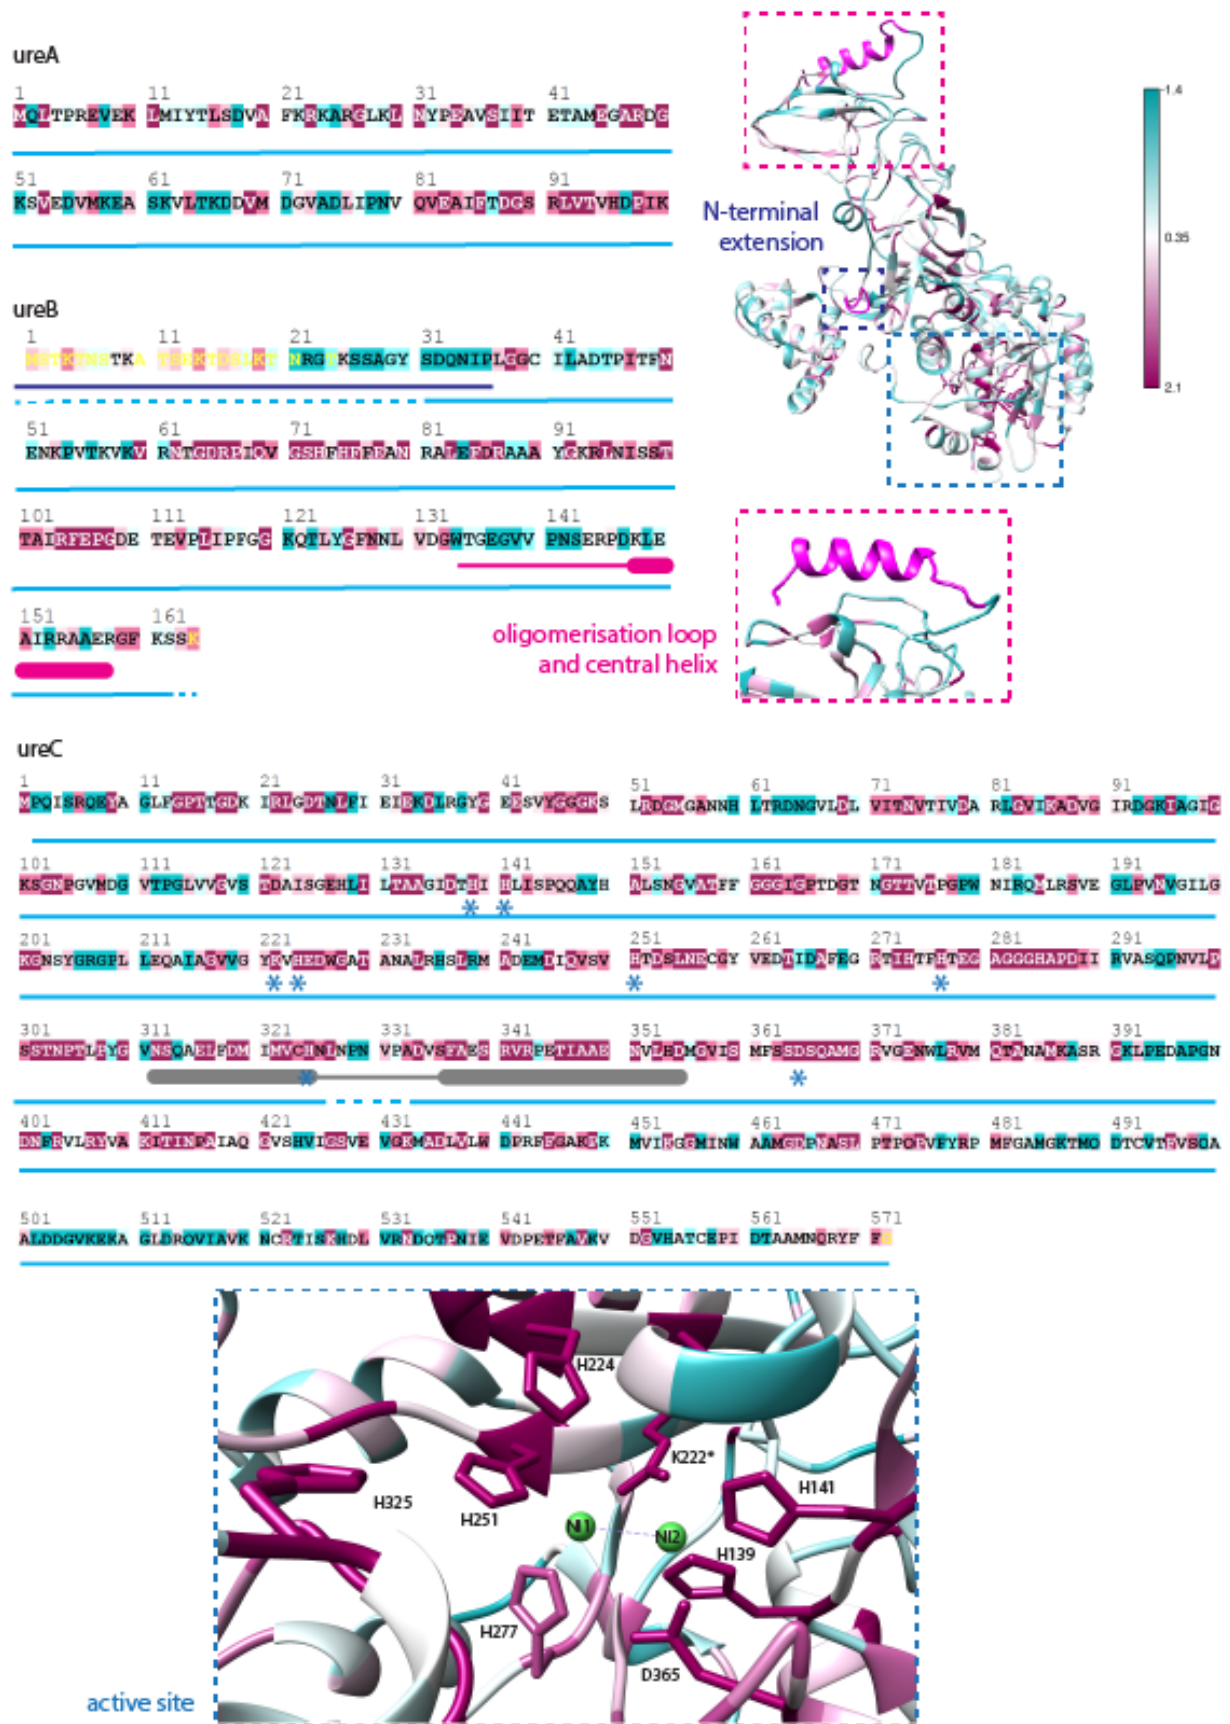 ureA
1 11 21 31 41
MQLTPREVEK LMIYTLSDVA FKRKARGLKL NYPEAVSIIT ETAMEGARDG
51 61 71 81 91
KSVEDVMKEA SKVLTKDDVM DGVADLIPNV QVEAIFTDGS RLVTVHDPIK
1.4
0.35
2.1
N-terminal
extension
ureB
1 11 21 31 41
MSTKTNSTKA TSEKTDSLKT NRGTKSSAGY SDQNIPLGGC ILADTPITFN
51 61 71 81 91
ENKPVTKVKV RNTGDRPIQV GSHFHFFEAN RALEFDRAAA YGKRLNISST
101 111 121 131 141
TAIRFEPGDE TEVPLIPFGG KQTLYGFNNL VDGWTGEGVV PNSERPDKLE
151 161
AIRRAAERGF KSSK
oligomerisation loop
and central helix
ureC
1 11 21 31 41 51 61 71 81 91
MPQISRQEYA GLFGPTTGDK IRLGDTNLFI EIEKDLRGYG EESVYGGGKS LRDGMGANNH LTRDNGVLDL VITNVTIVDA RLGVIKADVG IRDGKIAGIG
101 111 121 131 141 151 161 171 181 191
KSGNPGVMDG VTPGLVVGVS TDAISGEHLI LTAAGIDTHI HLISPQQAYH ALSNGVATFF GGGIGPTDGT NGTTVTPGPW NIRQMLRSVE GLPVNVGILG
* *
201 211 221 231 241 251 261 271 281 291
KGNSYGRGPL LEQAIAGVVG YKVHEDWGAT ANALRHSLRM ADEMDIQVSV HTDSLNECGY VEDTIDAFEG RTIHTFHTEG AGGGHAPDII RVASQPNVLP
* * * *
301 311 321 331 341 351 361 371 381 391
SSTNPTLPYG VNSQAELFDM IMVCHNLNPN VPADVSFAES RVRPETIAAE NVLHDMGVIS MFSSDSQAMG RVGENWLRVM QTANAMKASR GKLPEDAPGN
* *
401 411 421 431 441 451 461 471 481 491
DNFRVLRYVA KITINPAIAQ GVSHVIGSVE VGKMADLVLW DPRFFGAKPK MVIKGGMINW AAMGDPNASL PTPQPVFYRP MFGAMGKTMQ DTCVTFVSQA
501 511 521 531 541 551 561 571
ALDDGVKEKA GLDRQVIAVK NCRTISKHDL VRNDQTPNIE VDPETFAVKV DGVHATCEPI DTAAMNQRYF FG
H224
K222*
H141
H325
H251
NI1
NI2
H139
H277
D365
active site